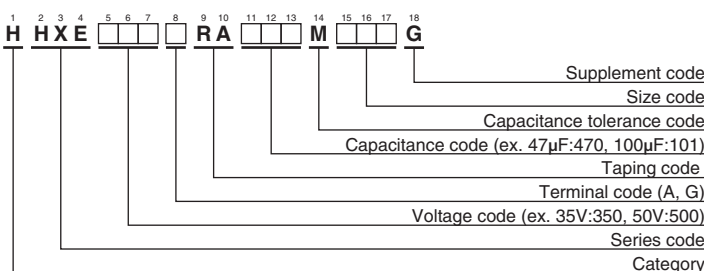 1 2 3 4 5 6 7 8 9 10 11 12 13 14 15 16 17 18
H HXE RA M G
Supplement code
Size code
Capacitance tolerance code
Capacitance code (ex. 47µF:470, 100µF:101)
Taping code
Terminal code (A, G)
Voltage code (ex. 35V:350, 50V:500)
Series code
Category